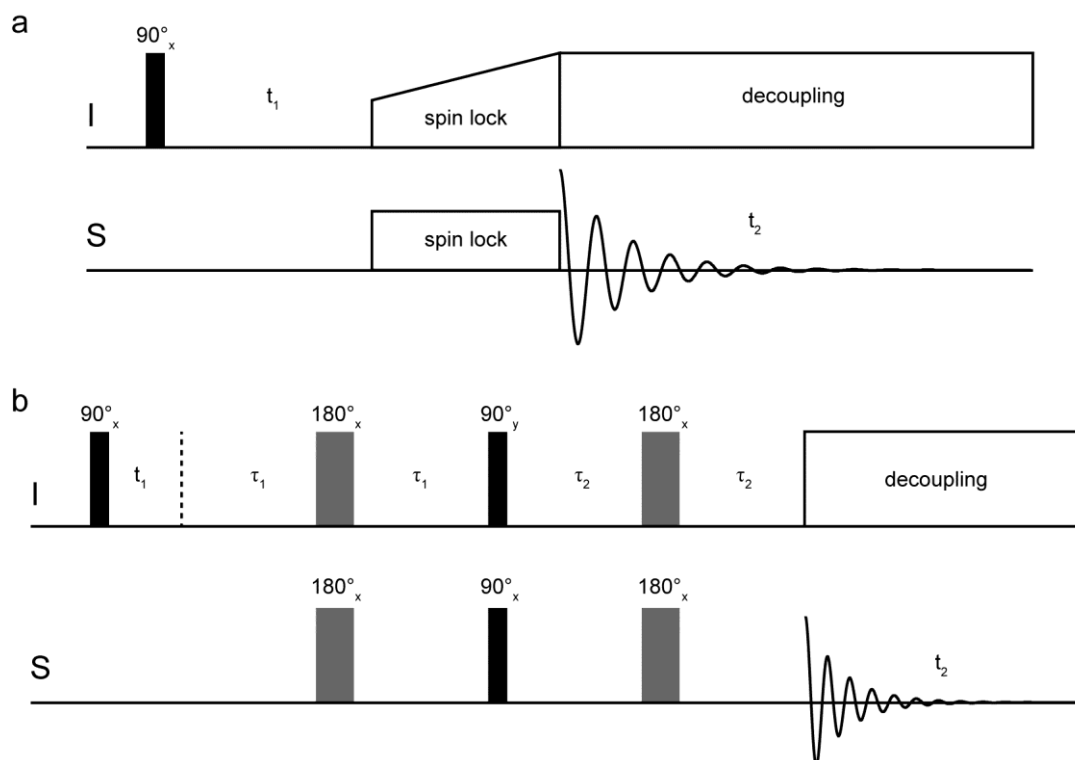 a
90°x
t1
I
spin lock
decoupling
S
spin lock
t2
b
90°x
180°x
90°y
180°x
I
t1
τ1
τ1
τ2
τ2
decoupling
180°x
90°x
180°x
S
t2